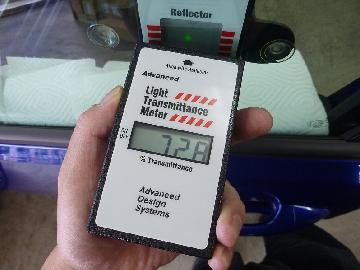 Reflector
Advanced
Light
Transmittance
Meter
72.8
% Transmittance
Advanced
Design
Systems